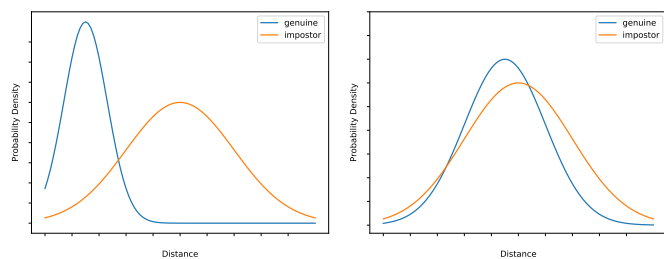 genuine
impostor
Probability Density
Distance
genuine
impostor
Probability Density
Distance